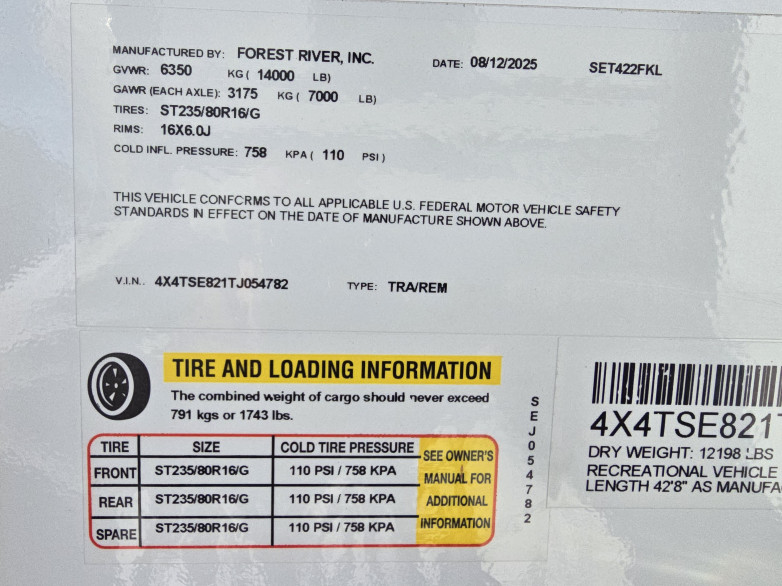 MANUFACTURED BY: FOREST RIVER, INC. DATE: 08/12/2025 SET422FKL
GVWR: 6350 KG ( 14000 LB)
GAWR (EACH AXLE): 3175 KG ( 7000 LB)
TIRES: ST235/80R16/G
RIMS: 16X6.0J
COLD INFL. PRESSURE: 758 KPA ( 110 PSI )
THIS VEHICLE CONFORMS TO ALL APPLICABLE U.S. FEDERAL MOTOR VEHICLE SAFETY
STANDARDS IN EFFECT ON THE DATE OF MANUFACTURE SHOWN ABOVE.
V.I.N.. 4X4TSE821TJ054782 TYPE: TRA/REM
TIRE AND LOADING INFORMATION
The combined weight of cargo should never exceed
791 kgs or 1743 lbs.
TIRE SIZE COLD TIRE PRESSURE
FRONT ST235/80R16/G 110 PSI / 758 KPA
REAR ST235/80R16/G 110 PSI / 758 KPA
SPARE ST235/80R16/G 110 PSI / 758 KPA
SEE OWNER'S
MANUAL FOR
ADDITIONAL
INFORMATION
SEJ054782
4X4TSE821
DRY WEIGHT: 12198 LBS
RECREATIONAL VEHICLE
LENGTH 42'8" AS MANUFA